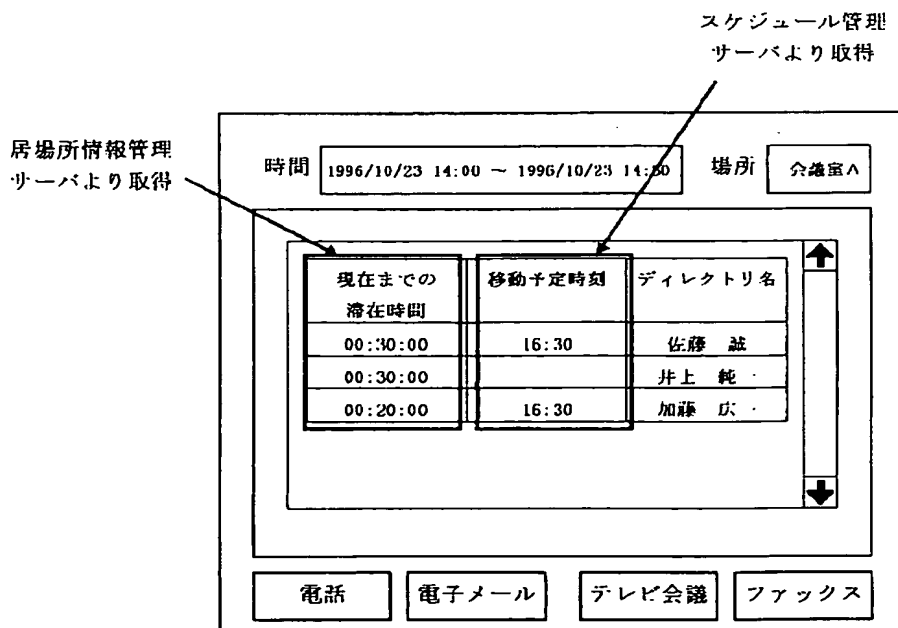 スケジュール管理
サーバより取得
居場所情報管理
サーバより取得
時間 1996/10/23 14:00 ～ 1996/10/23 14:30 場所 会議室A
現在までの 移動予定時刻 ディレクトリ名
滞在時間
00:30:00 16:30 佐藤 誠
00:30:00 井上 純
00:20:00 16:30 加藤 広
電話 電子メール テレビ会議 ファックス